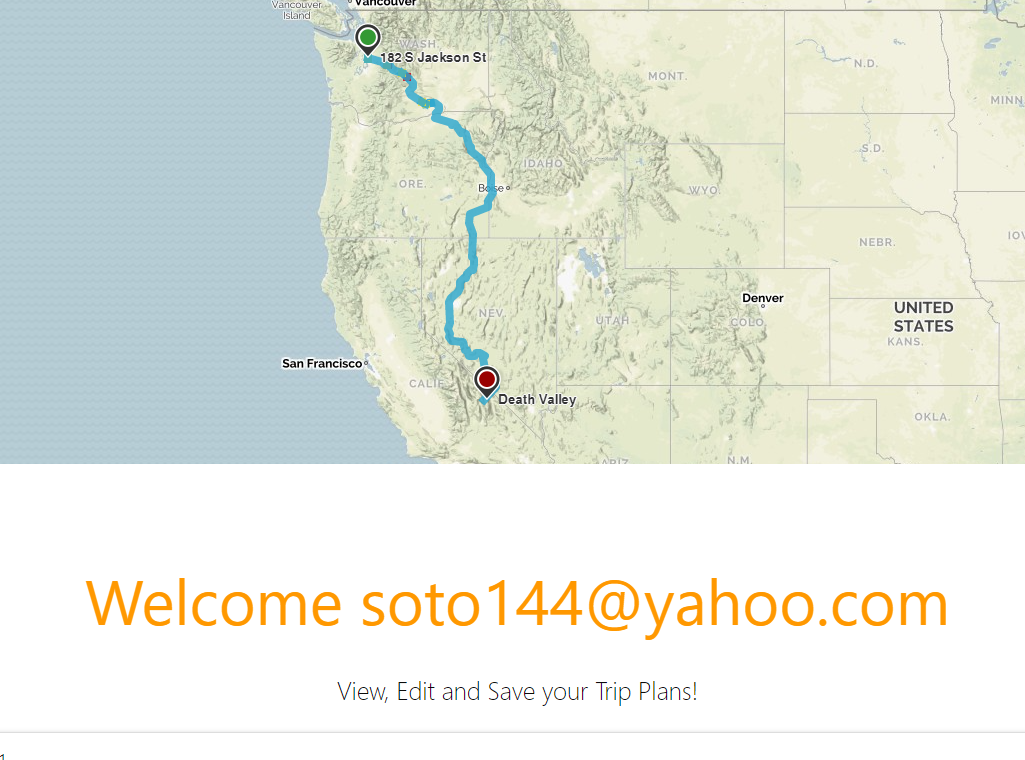 Vancouver
Island
Vancouver
WASH
182 S Jackson St
MONT.
N.D.
MINN
S.D.
IDAHO
ORE.
Boise
WYO.
IOW
NEBR.
Denver
UNITED
STATES
NEV.
UTAH
COLO.
KANS.
San Francisco
CALIF
Death Valley
OKLA.
ARIZ.
N.M.
Welcome soto144@yahoo.com
View, Edit and Save your Trip Plans!
1